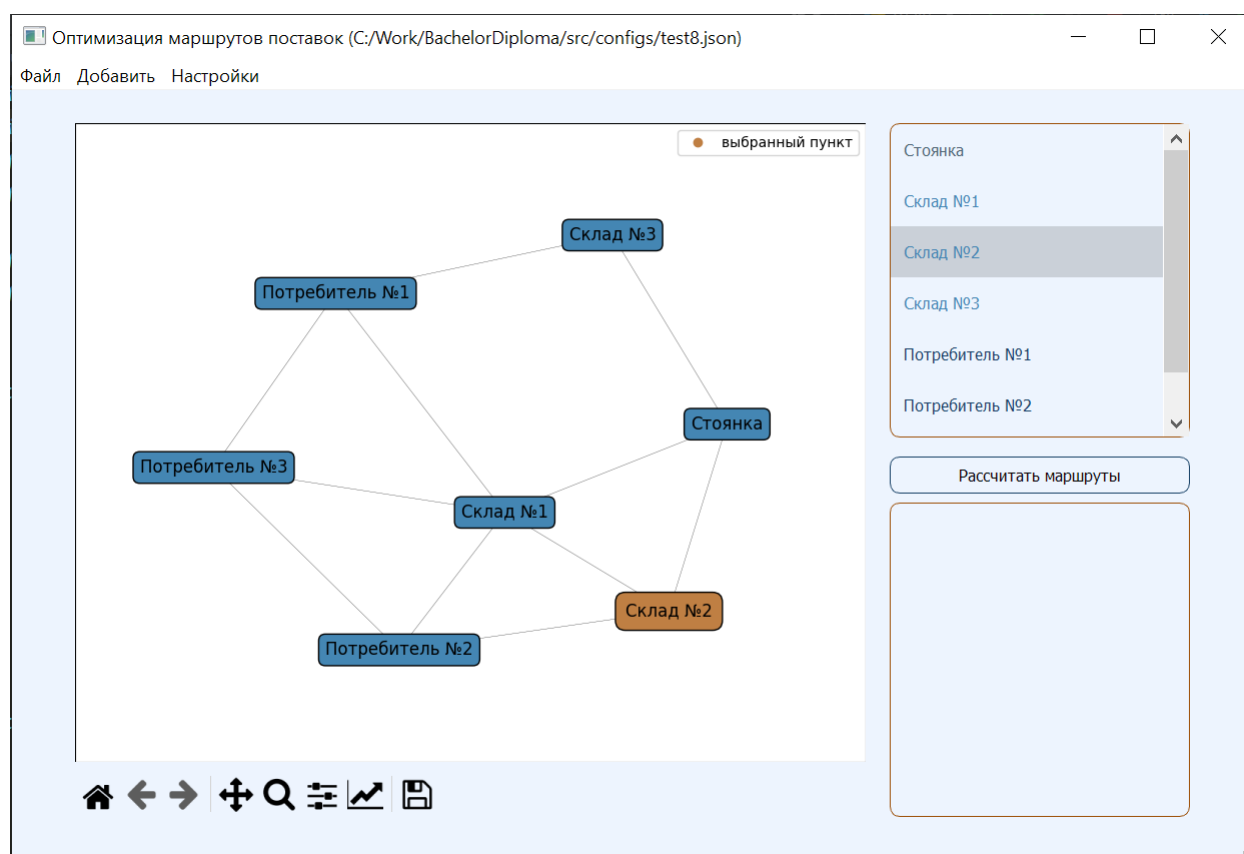 Оптимизация маршрутов поставок (C:/Work/BachelorDiploma/src/configs/test8.json)
Файл Добавить Настройки
выбранный пункт
Склад №3
Потребитель №1
Стоянка
Потребитель №3
Склад №1
Склад №2
Потребитель №2
Стоянка
Склад №1
Склад №2
Склад №3
Потребитель №1
Потребитель №2
Рассчитать маршруты